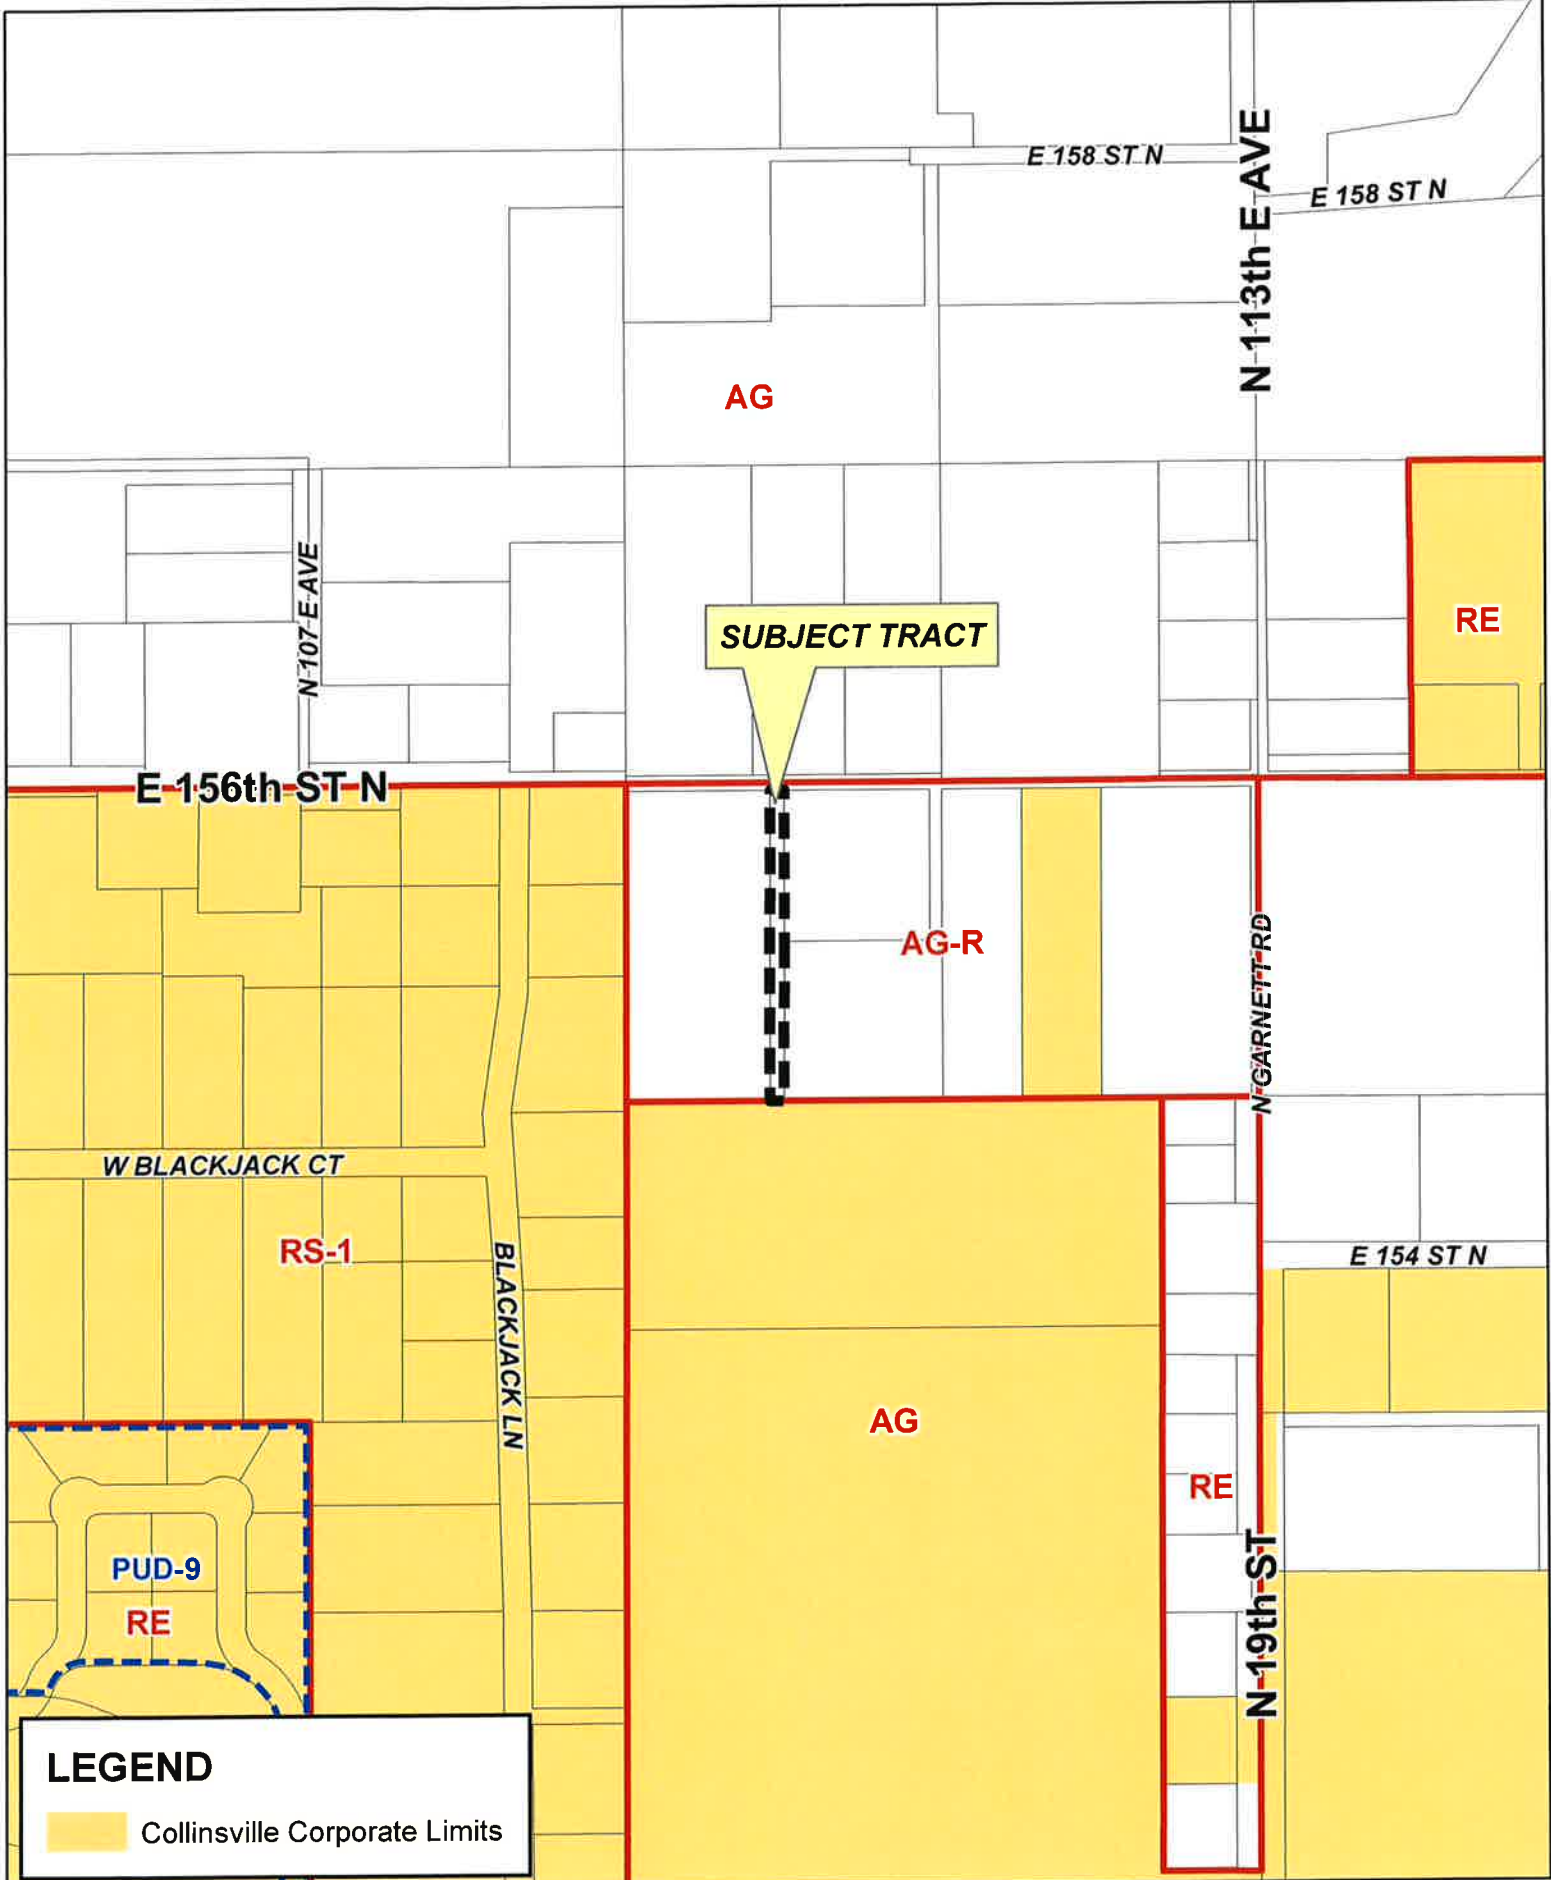 E 158 ST N
N 113th E AVE
E 158 ST N
AG
N 107 E AVE
RE
SUBJECT TRACT
E 156th ST N
AG-R
N GARNETT RD
W BLACKJACK CT
RS-1
BLACKJACK LN
E 154 ST N
AG
RE
PUD-9
RE
N 19th ST
LEGEND
Collinsville Corporate Limits